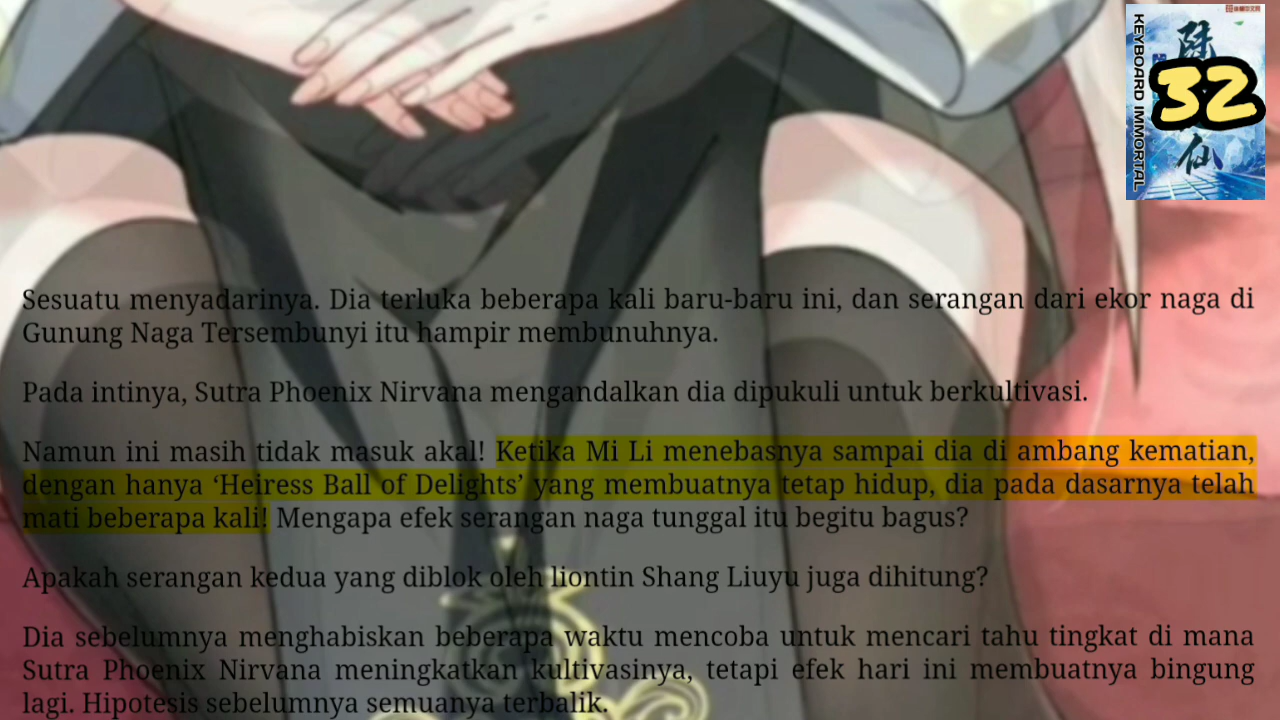 KEYBOARD IMMORTAL
陆
仙
32
Sesuatu menyadarinya. Dia terluka beberapa kali baru-baru ini, dan serangan dari ekor naga di
Gunung Naga Tersembunyi itu hampir membunuhnya.
Pada intinya, Sutra Phoenix Nirvana mengandalkan dia dipukuli untuk berkultivasi.
Namun ini masih tidak masuk akal! Ketika Mi Li menebasnya sampai dia di ambang kematian,
dengan hanya ‘Heiress Ball of Delights’ yang membuatnya tetap hidup, dia pada dasarnya telah
mati beberapa kali! Mengapa efek serangan naga tunggal itu begitu bagus?
Apakah serangan kedua yang diblok oleh liontin Shang Liuyu juga dihitung?
Dia sebelumnya menghabiskan beberapa waktu mencoba untuk mencari tahu tingkat di mana
Sutra Phoenix Nirvana meningkatkan kultivasinya, tetapi efek hari ini membuatnya bingung
lagi. Hipotesis sebelumnya semuanya terbalik.